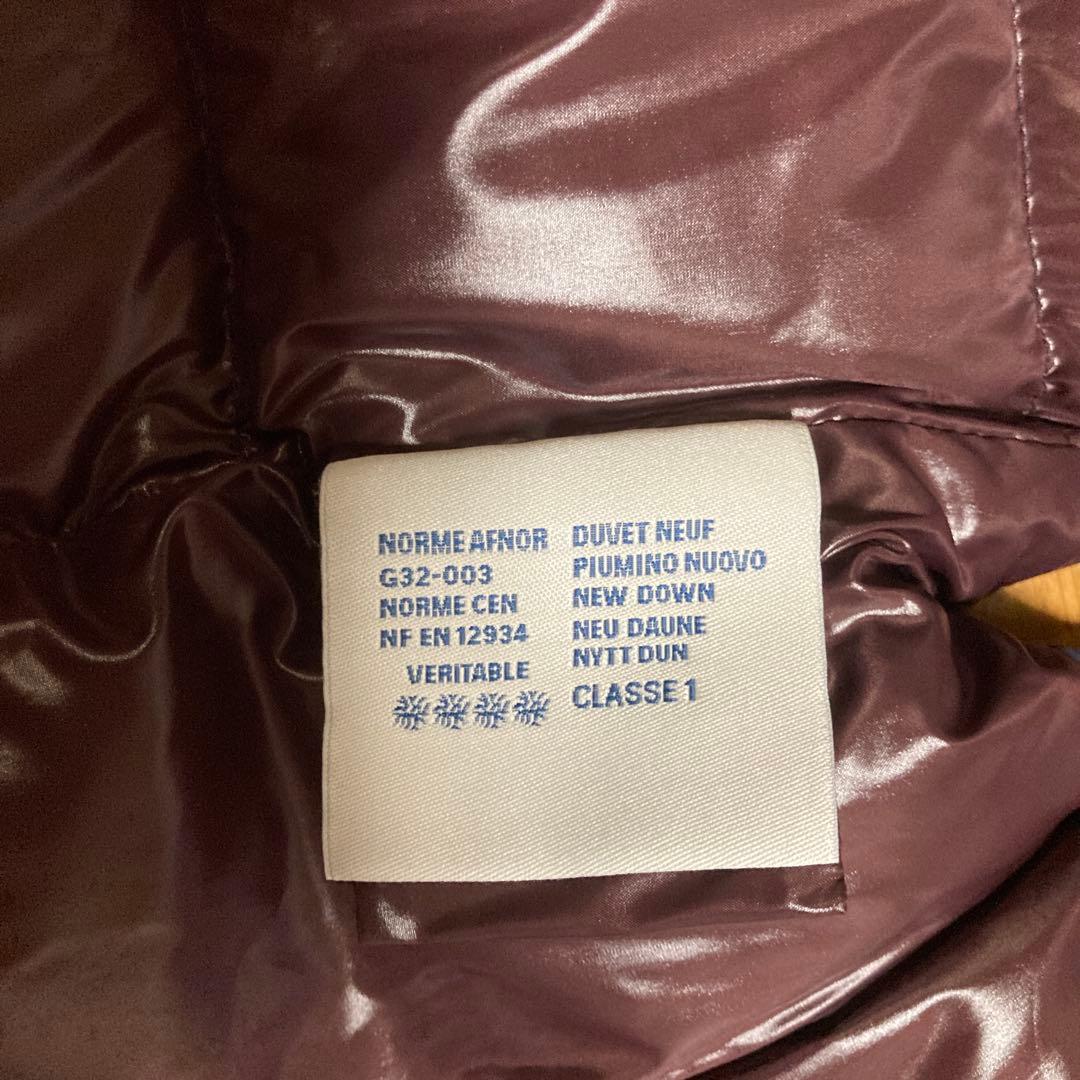 NORME AFNOR
G32-003
NORME CEN
NF EN 12934
VERITABLE
DUVET NEUF
PIUMINO NUOVO
NEW DOWN
NEU DAUNE
NYTT DUN
CLASSE 1